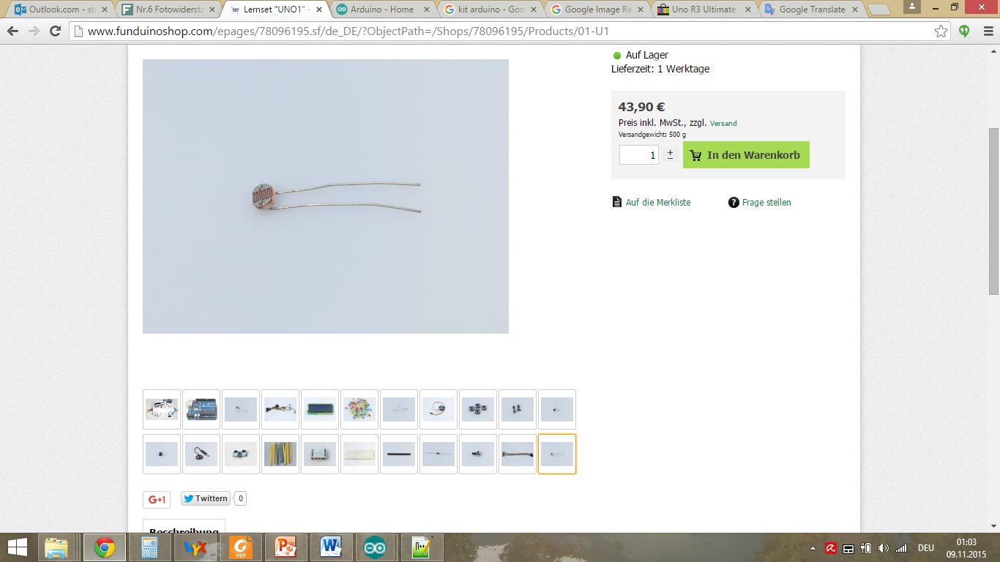 Outlook.com - st
Nr.6 Fotowidersta
Lernset "UNO1" -
Arduino - Home
kit arduino - Goo
Google Image Re
Uno R3 Ultimate
Google Translate
www.funduinoshop.com/epages/78096195.sf/de_DE/?ObjectPath=/Shops/78096195/Products/01-U1
Auf Lager
Lieferzeit: 1 Werktage
43,90 €
Preis inkl. MwSt., zzgl. Versand
Versandgewicht: 500 g
1 + − In den Warenkorb
Auf die Merkliste
? Frage stellen
G+1
Twittern 0
Beschreibung
PDF
DEU
01:03
09.11.2015